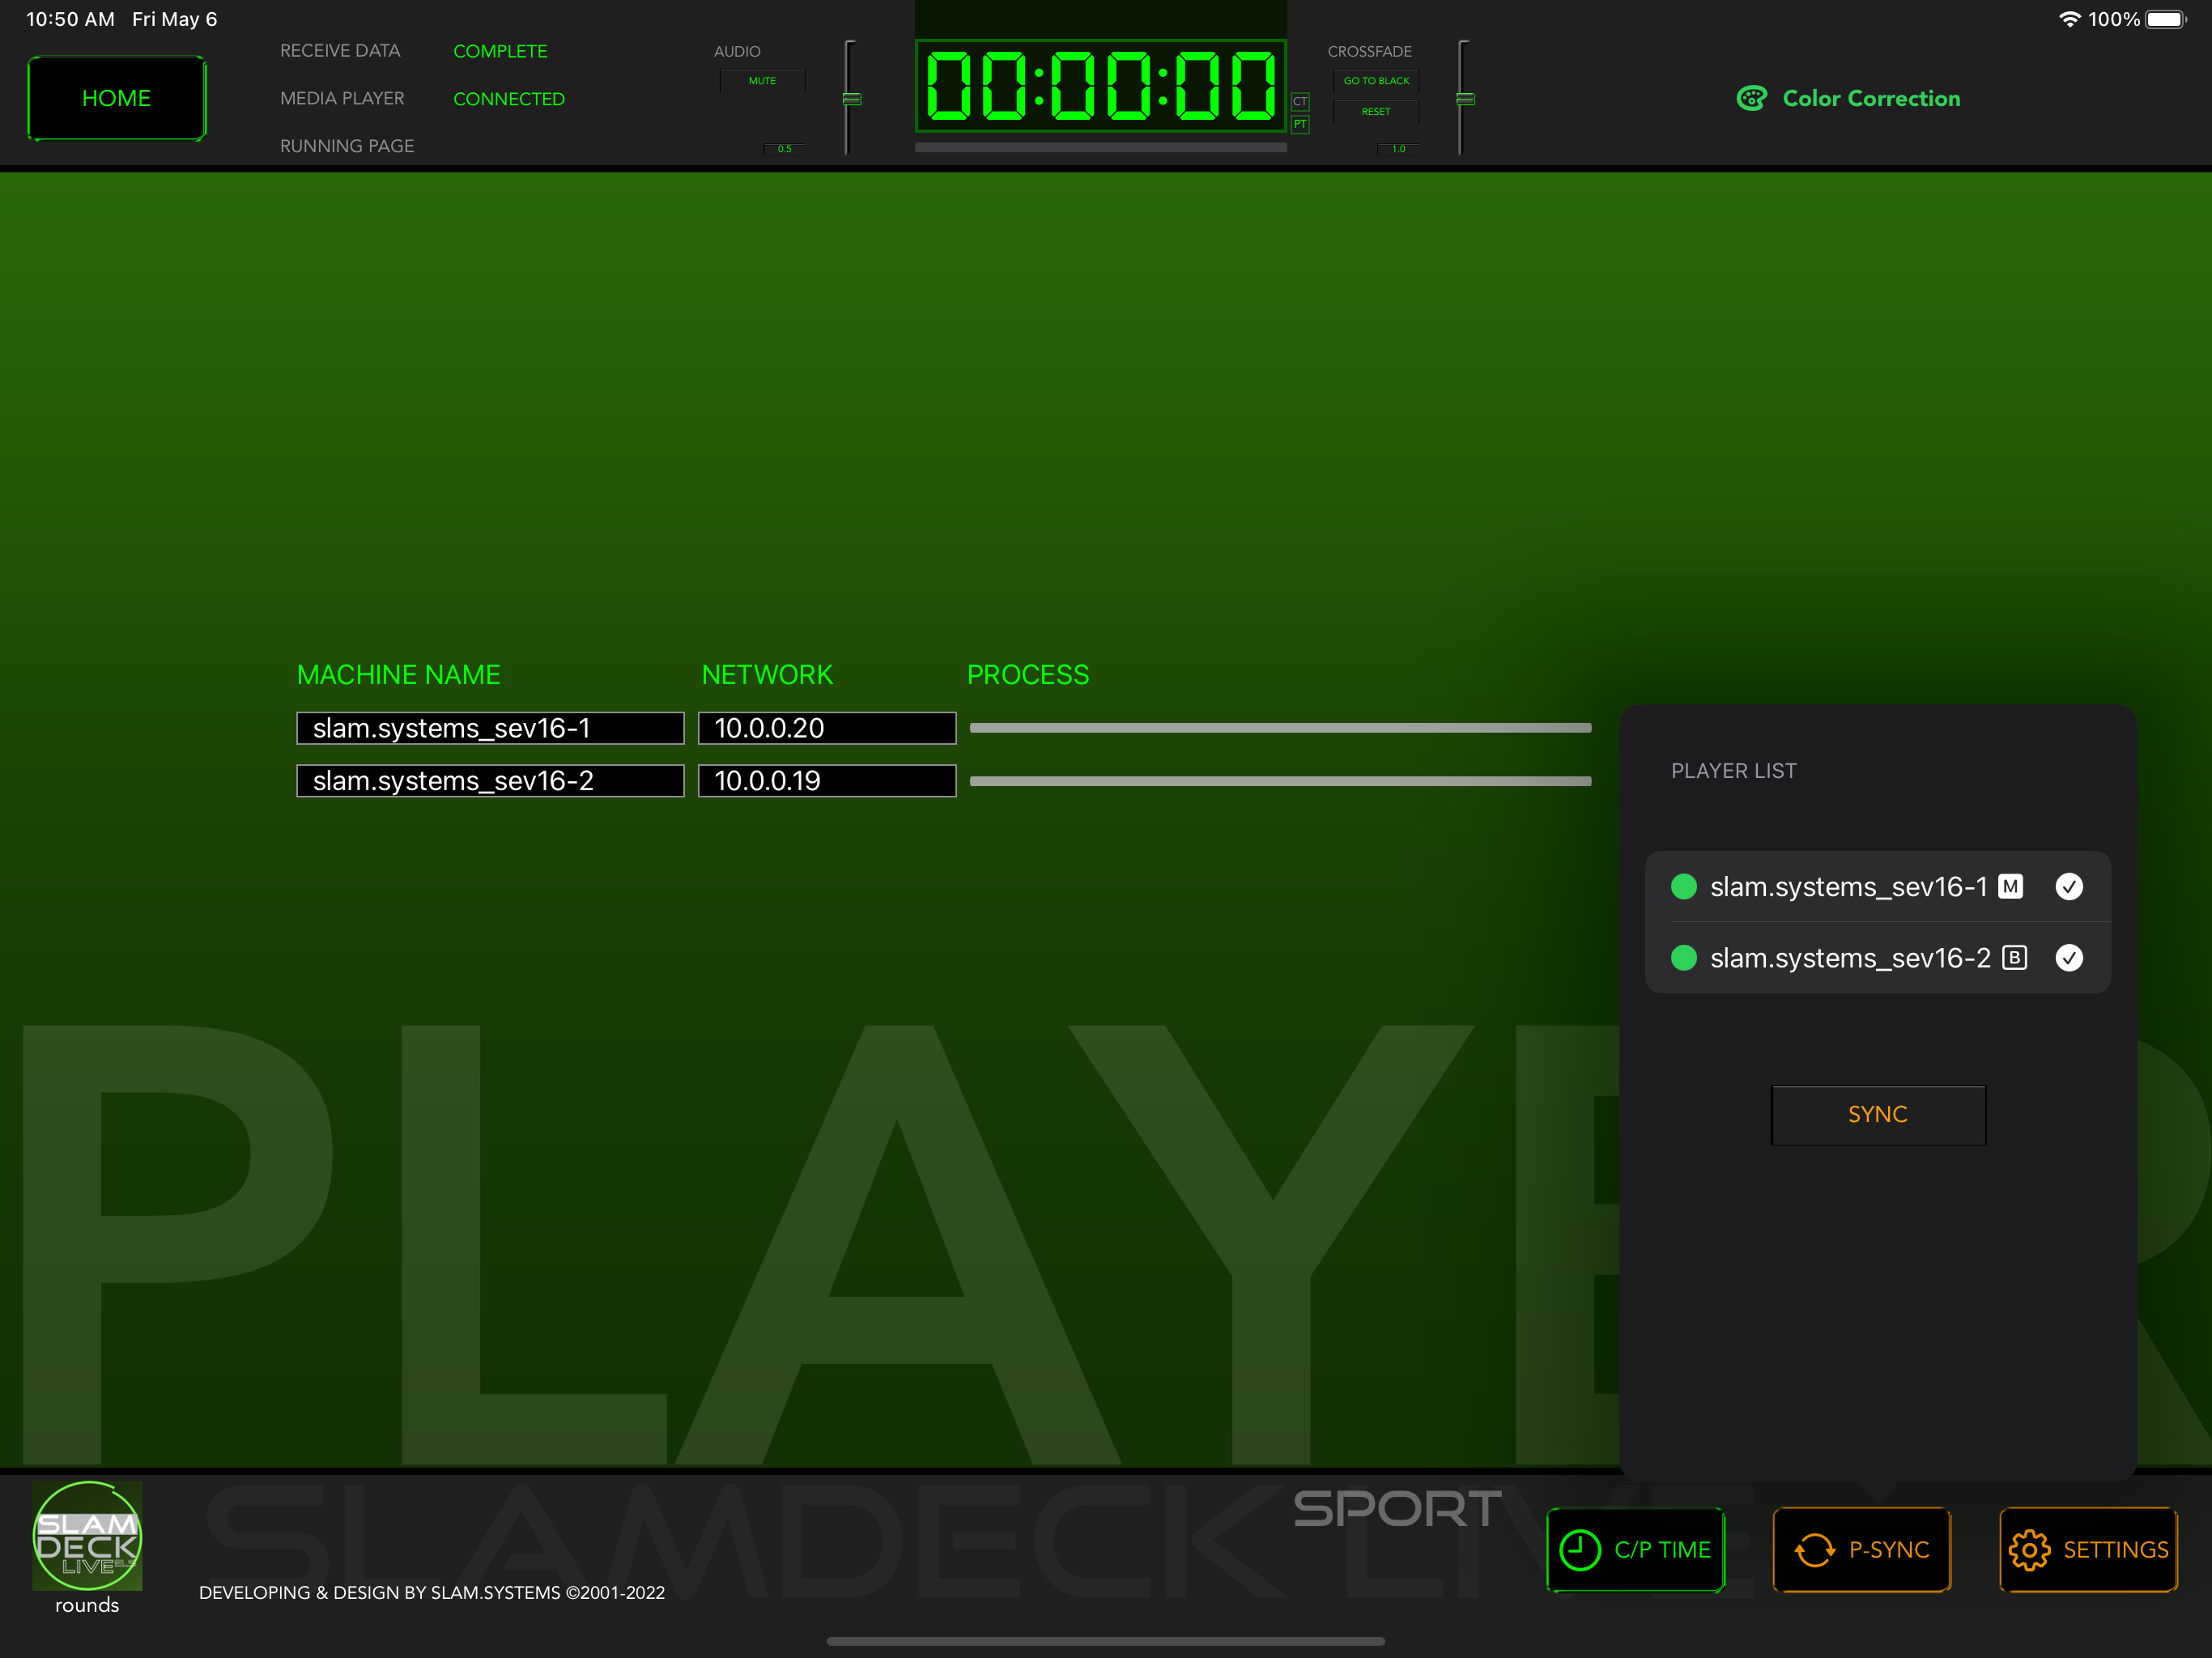 10:50 AM Fri May 6
100%
HOME
RECEIVE DATA COMPLETE
MEDIA PLAYER CONNECTED
RUNNING PAGE
AUDIO
MUTE
0.5
00:00:00
CT
PT
CROSSFADE
GO TO BLACK
RESET
1.0
Color Correction
MACHINE NAME NETWORK PROCESS
slam.systems_sev16-1 10.0.0.20
slam.systems_sev16-2 10.0.0.19
PLAYER LIST
slam.systems_sev16-1 M
slam.systems_sev16-2 B
SYNC
PLAYER
SLAM
DECK
LIVE
rounds
SLAMDECK LIVE
SPORT
DEVELOPING & DESIGN BY SLAM.SYSTEMS ©2001-2022
C/P TIME
P-SYNC
SETTINGS